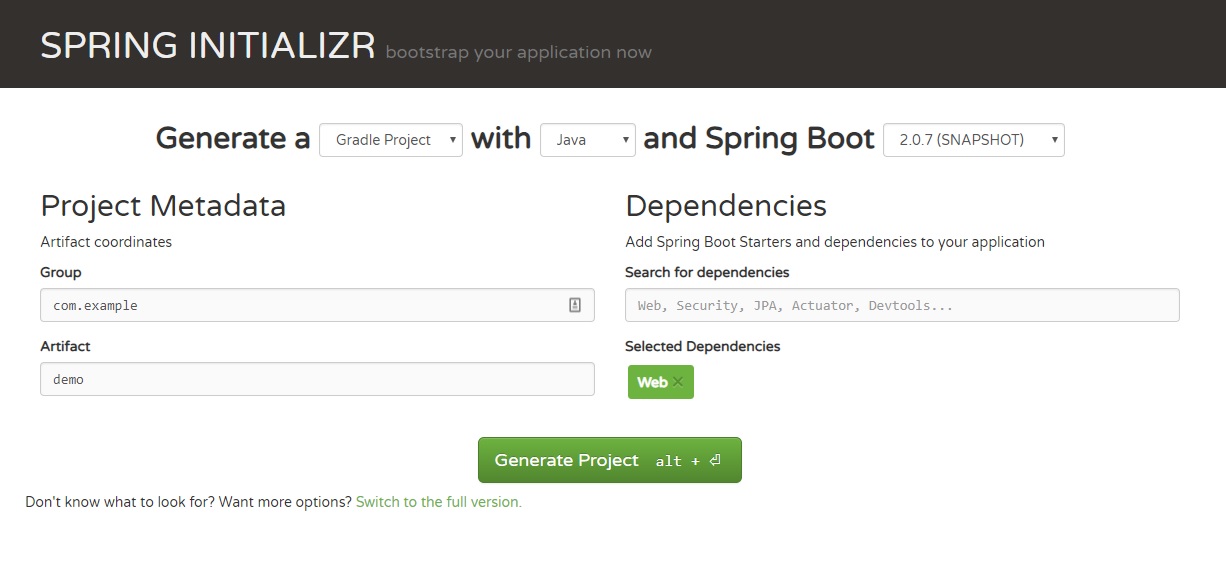 SPRING INITIALIZR bootstrap your application now
Generate a Gradle Project with Java and Spring Boot 2.0.7 (SNAPSHOT)
Project Metadata
Artifact coordinates
Group
com.example
Artifact
demo
Dependencies
Add Spring Boot Starters and dependencies to your application
Search for dependencies
Web, Security, JPA, Actuator, Devtools...
Selected Dependencies
Web ×
Generate Project alt + ⏎
Don't know what to look for? Want more options? Switch to the full version.